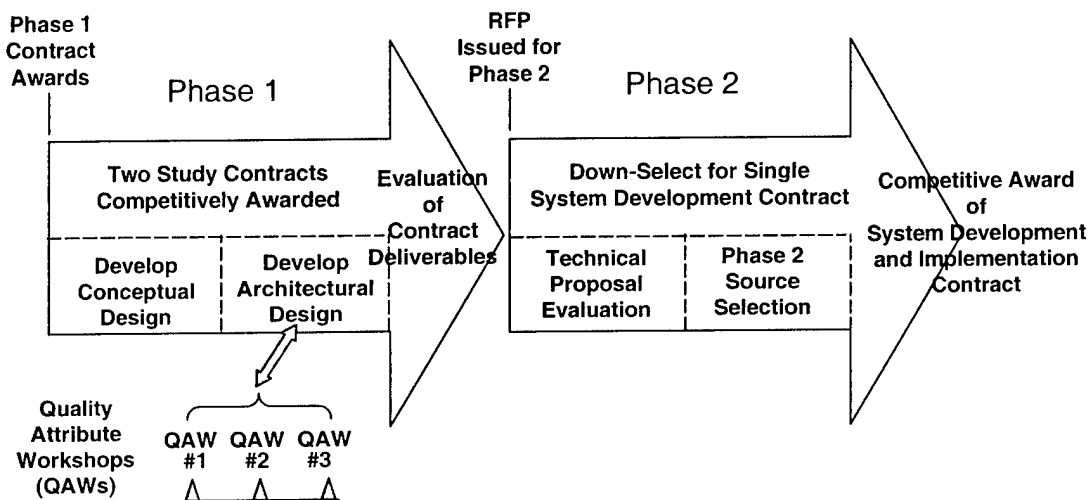 Phase 1
Contract
Awards
Phase 1
RFP
Issued for
Phase 2
Phase 2
Two Study Contracts
Competitively Awarded
Evaluation
of
Contract
Deliverables
Develop
Conceptual
Design
Develop
Architectural
Design
Down-Select for Single
System Development Contract
Technical
Proposal
Evaluation
Phase 2
Source
Selection
Competitive Award
of
System Development
and Implementation
Contract
Quality
Attribute
Workshops
(QAWs)
QAW QAW QAW
#1 #2 #3